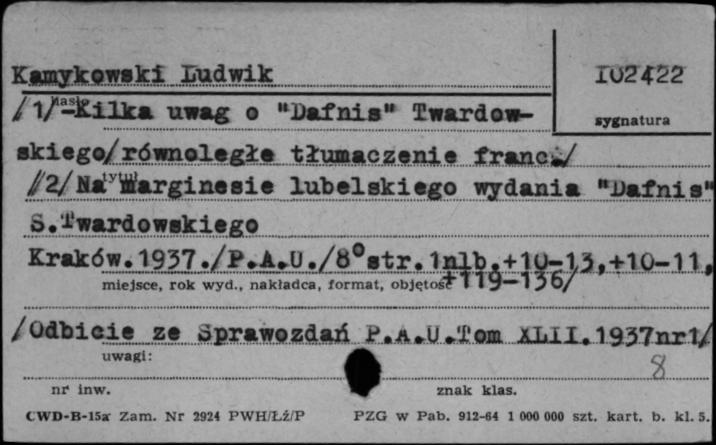 Kamykowski Ludwik
102422
hasło
/1/-Kilka uwag o "Dafnis" Twardow-
sygnatura
skiego/równoległe tłumaczenie franc./
tytuł
//2/Na marginesie lubelskiego wydania "Dafnis"
S.Twardowskiego
Kraków.1937./P.A.U./8°str.1nlb.+10-13,+10-11,
miejsce, rok wyd., nakładca, format, objętość +119-136/
/Odbicie ze Sprawozdań P.A.U.Tom XLII.1937nr1/
uwagi:
8
nr inw.
znak klas.
CWD-B-15a Zam. Nr 2924 PWH/ŁŻ/P PZG w Pab. 912-64 1 000 000 szt. kart. b. kl. 5.